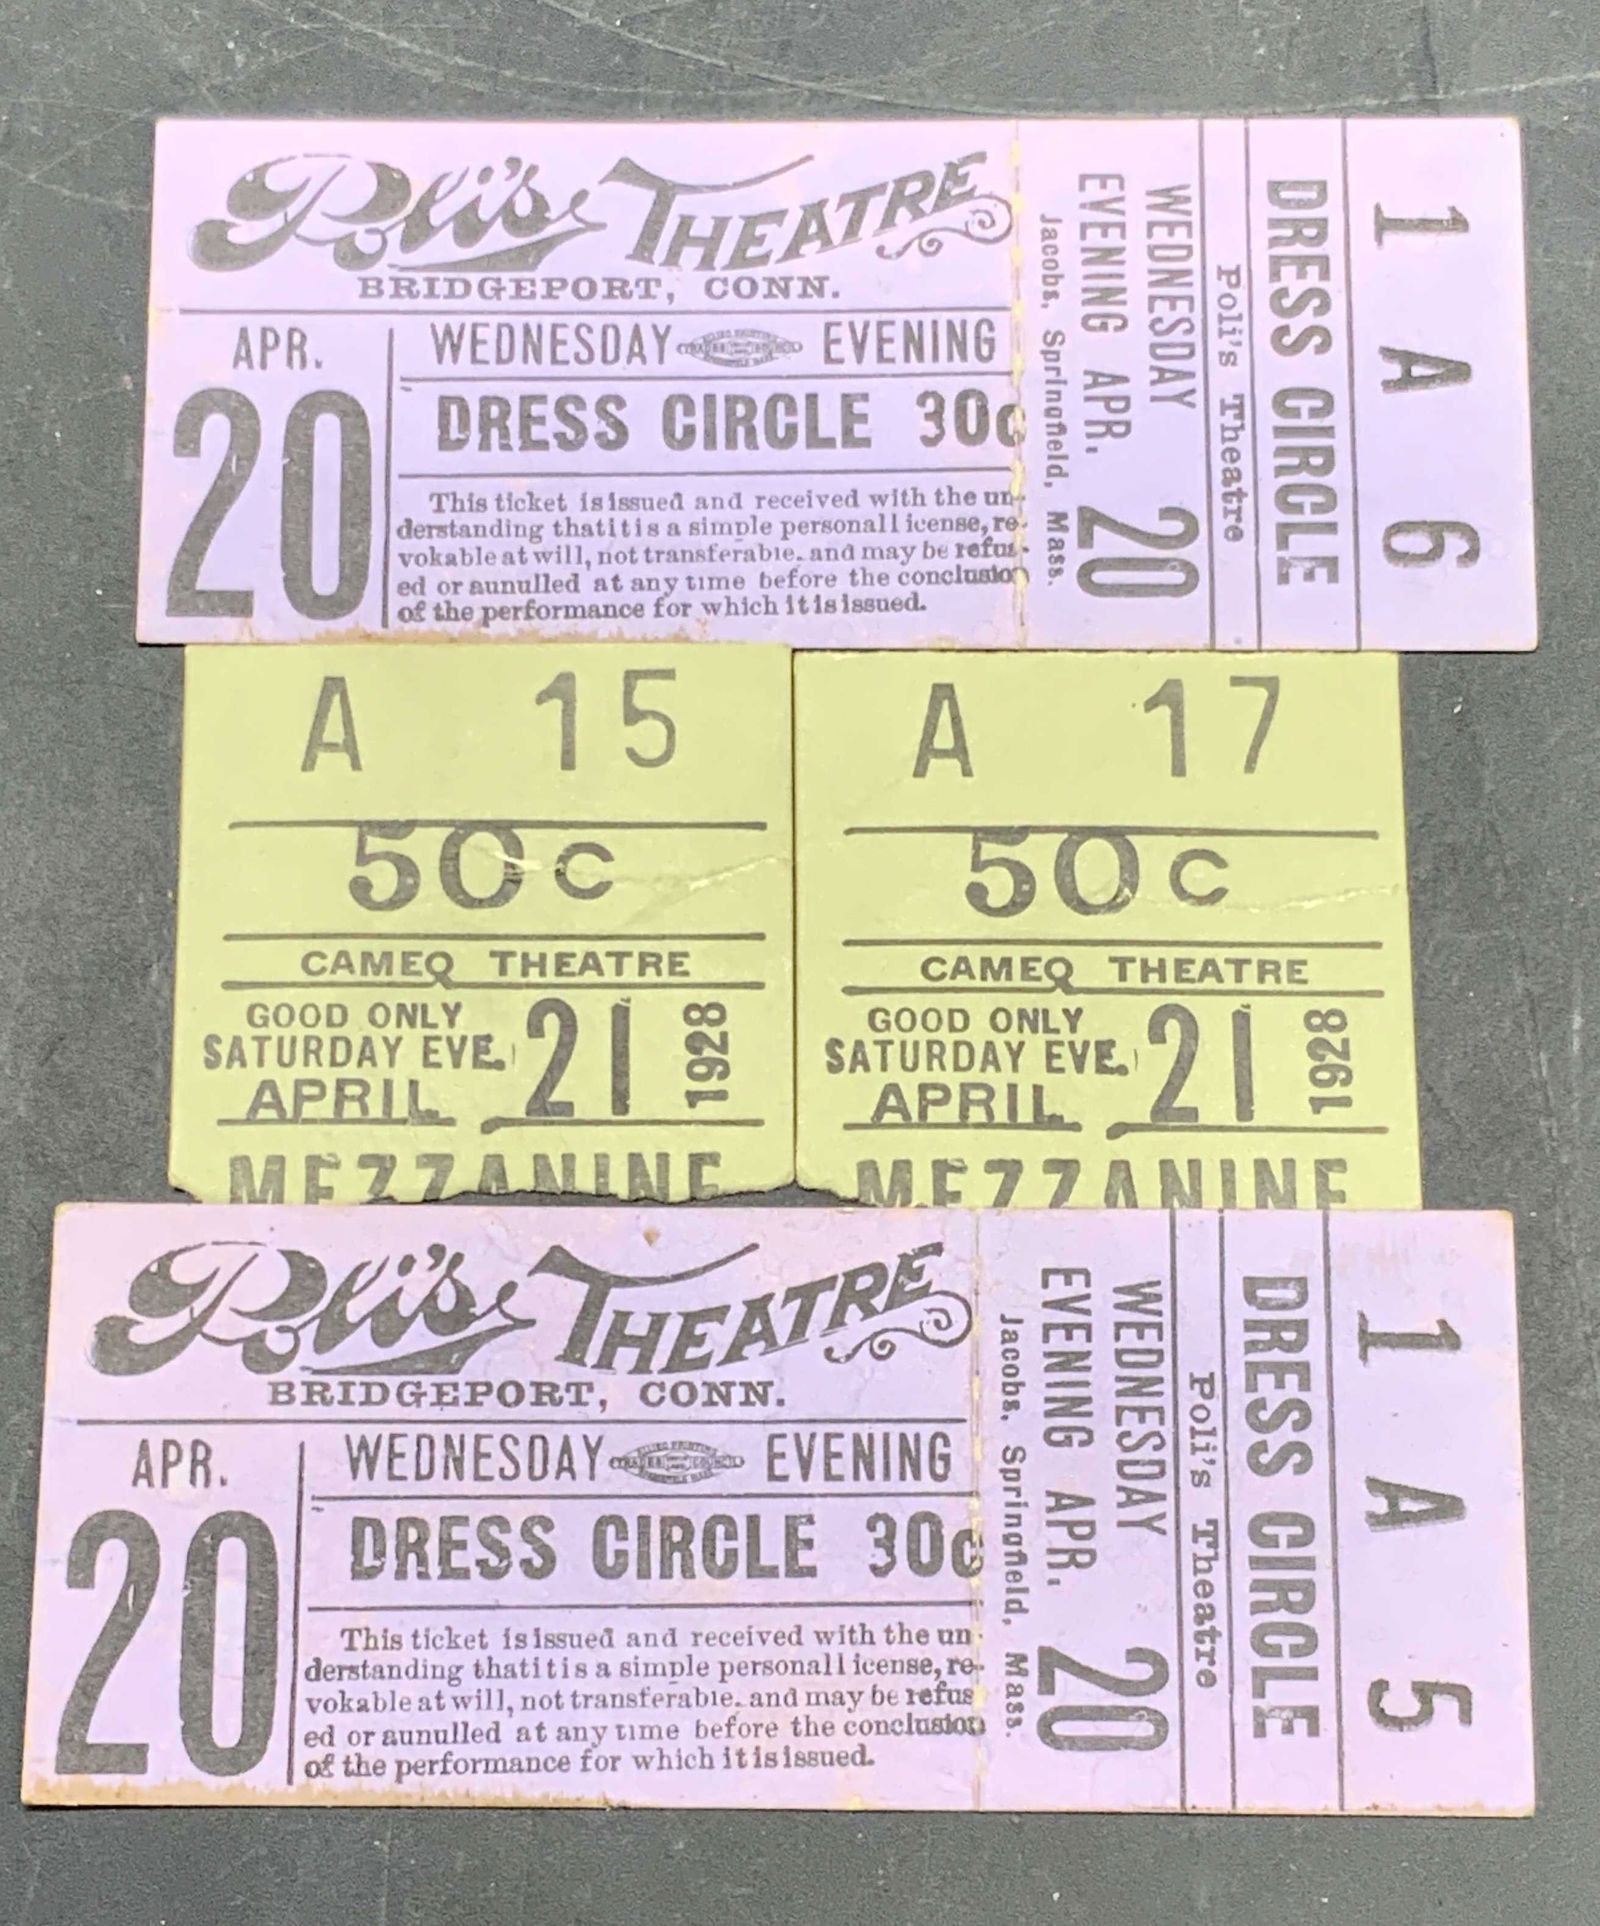 Poli's THEATRE
BRIDGEPORT, CONN.
APR.
20
WEDNESDAY EVENING
DRESS CIRCLE 30c
This ticket is issued and received with the un-
derstanding that it is a simple personal license, re-
vokable at will, not transferable. and may be refus-
ed or aunulled at any time before the conclusion
of the performance for which it is issued.
Jacobs, Springfield, Mass.
EVENING APR. 20
WEDNESDAY
Poli's Theatre
DRESS CIRCLE
1 A 6
A 15
50c
CAMEO THEATRE
GOOD ONLY
SATURDAY EVE.
APRIL 21 1928
MEZZANINE
A 17
50c
CAMEO THEATRE
GOOD ONLY
SATURDAY EVE.
APRIL 21 1928
MEZZANINE
Poli's THEATRE
BRIDGEPORT, CONN.
APR.
20
WEDNESDAY EVENING
DRESS CIRCLE 30c
This ticket is issued and received with the un-
derstanding that it is a simple personal license, re-
vokable at will, not transferable. and may be refus
ed or aunulled at any time before the conclusion
of the performance for which it is issued.
Jacobs, Springfield, Mass.
EVENING APR. 20
WEDNESDAY
Poli's Theatre
DRESS CIRCLE
1 A 5